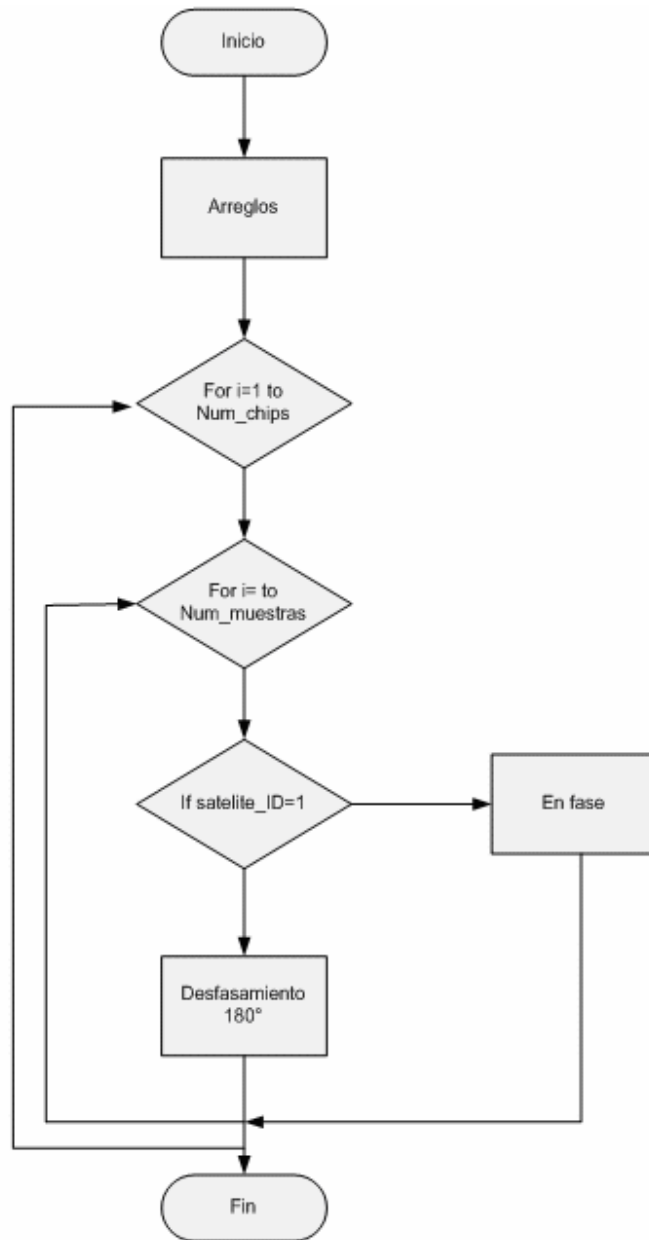 Inicio
Arreglos
For i=1 to
Num_chips
For i= to
Num_muestras
If satelite_ID=1
En fase
Desfasamiento
180°
Fin